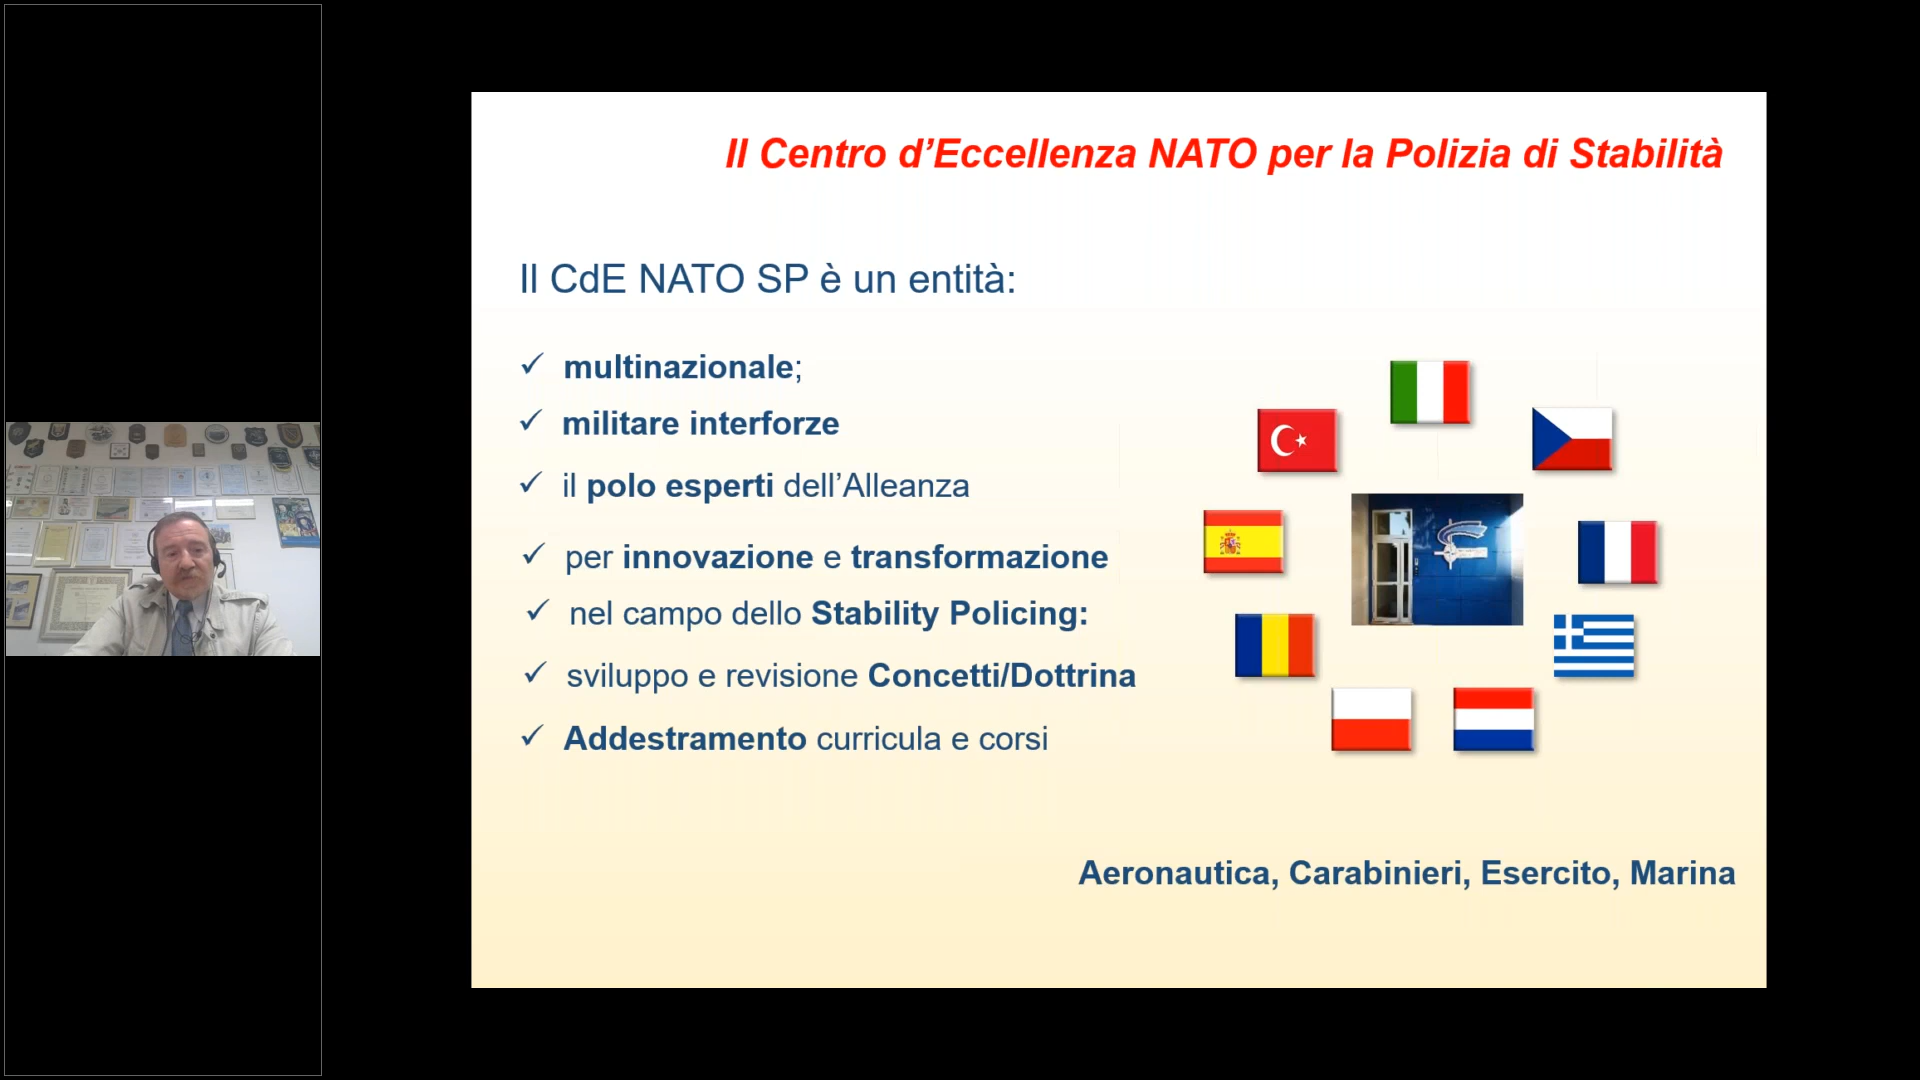 Il Centro d’Eccellenza NATO per la Polizia di Stabilità
Il CdE NATO SP è un entità:
✓ multinazionale;
✓ militare interforze
✓ il polo esperti dell’Alleanza
✓ per innovazione e transformazione
✓ nel campo dello Stability Policing:
✓ sviluppo e revisione Concetti/Dottrina
✓ Addestramento curricula e corsi
Aeronautica, Carabinieri, Esercito, Marina